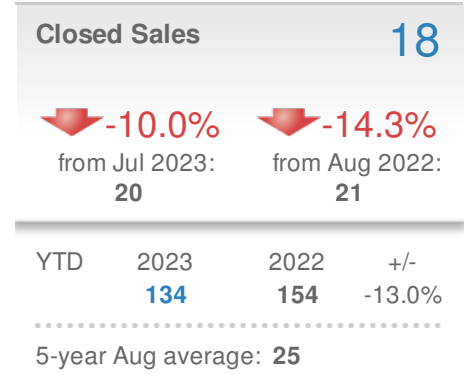 Closed Sales 18
-10.0% -14.3%
from Jul 2023: from Aug 2022:
20 21
YTD 2023 2022 +/-
134 154 -13.0%
5-year Aug average: 25